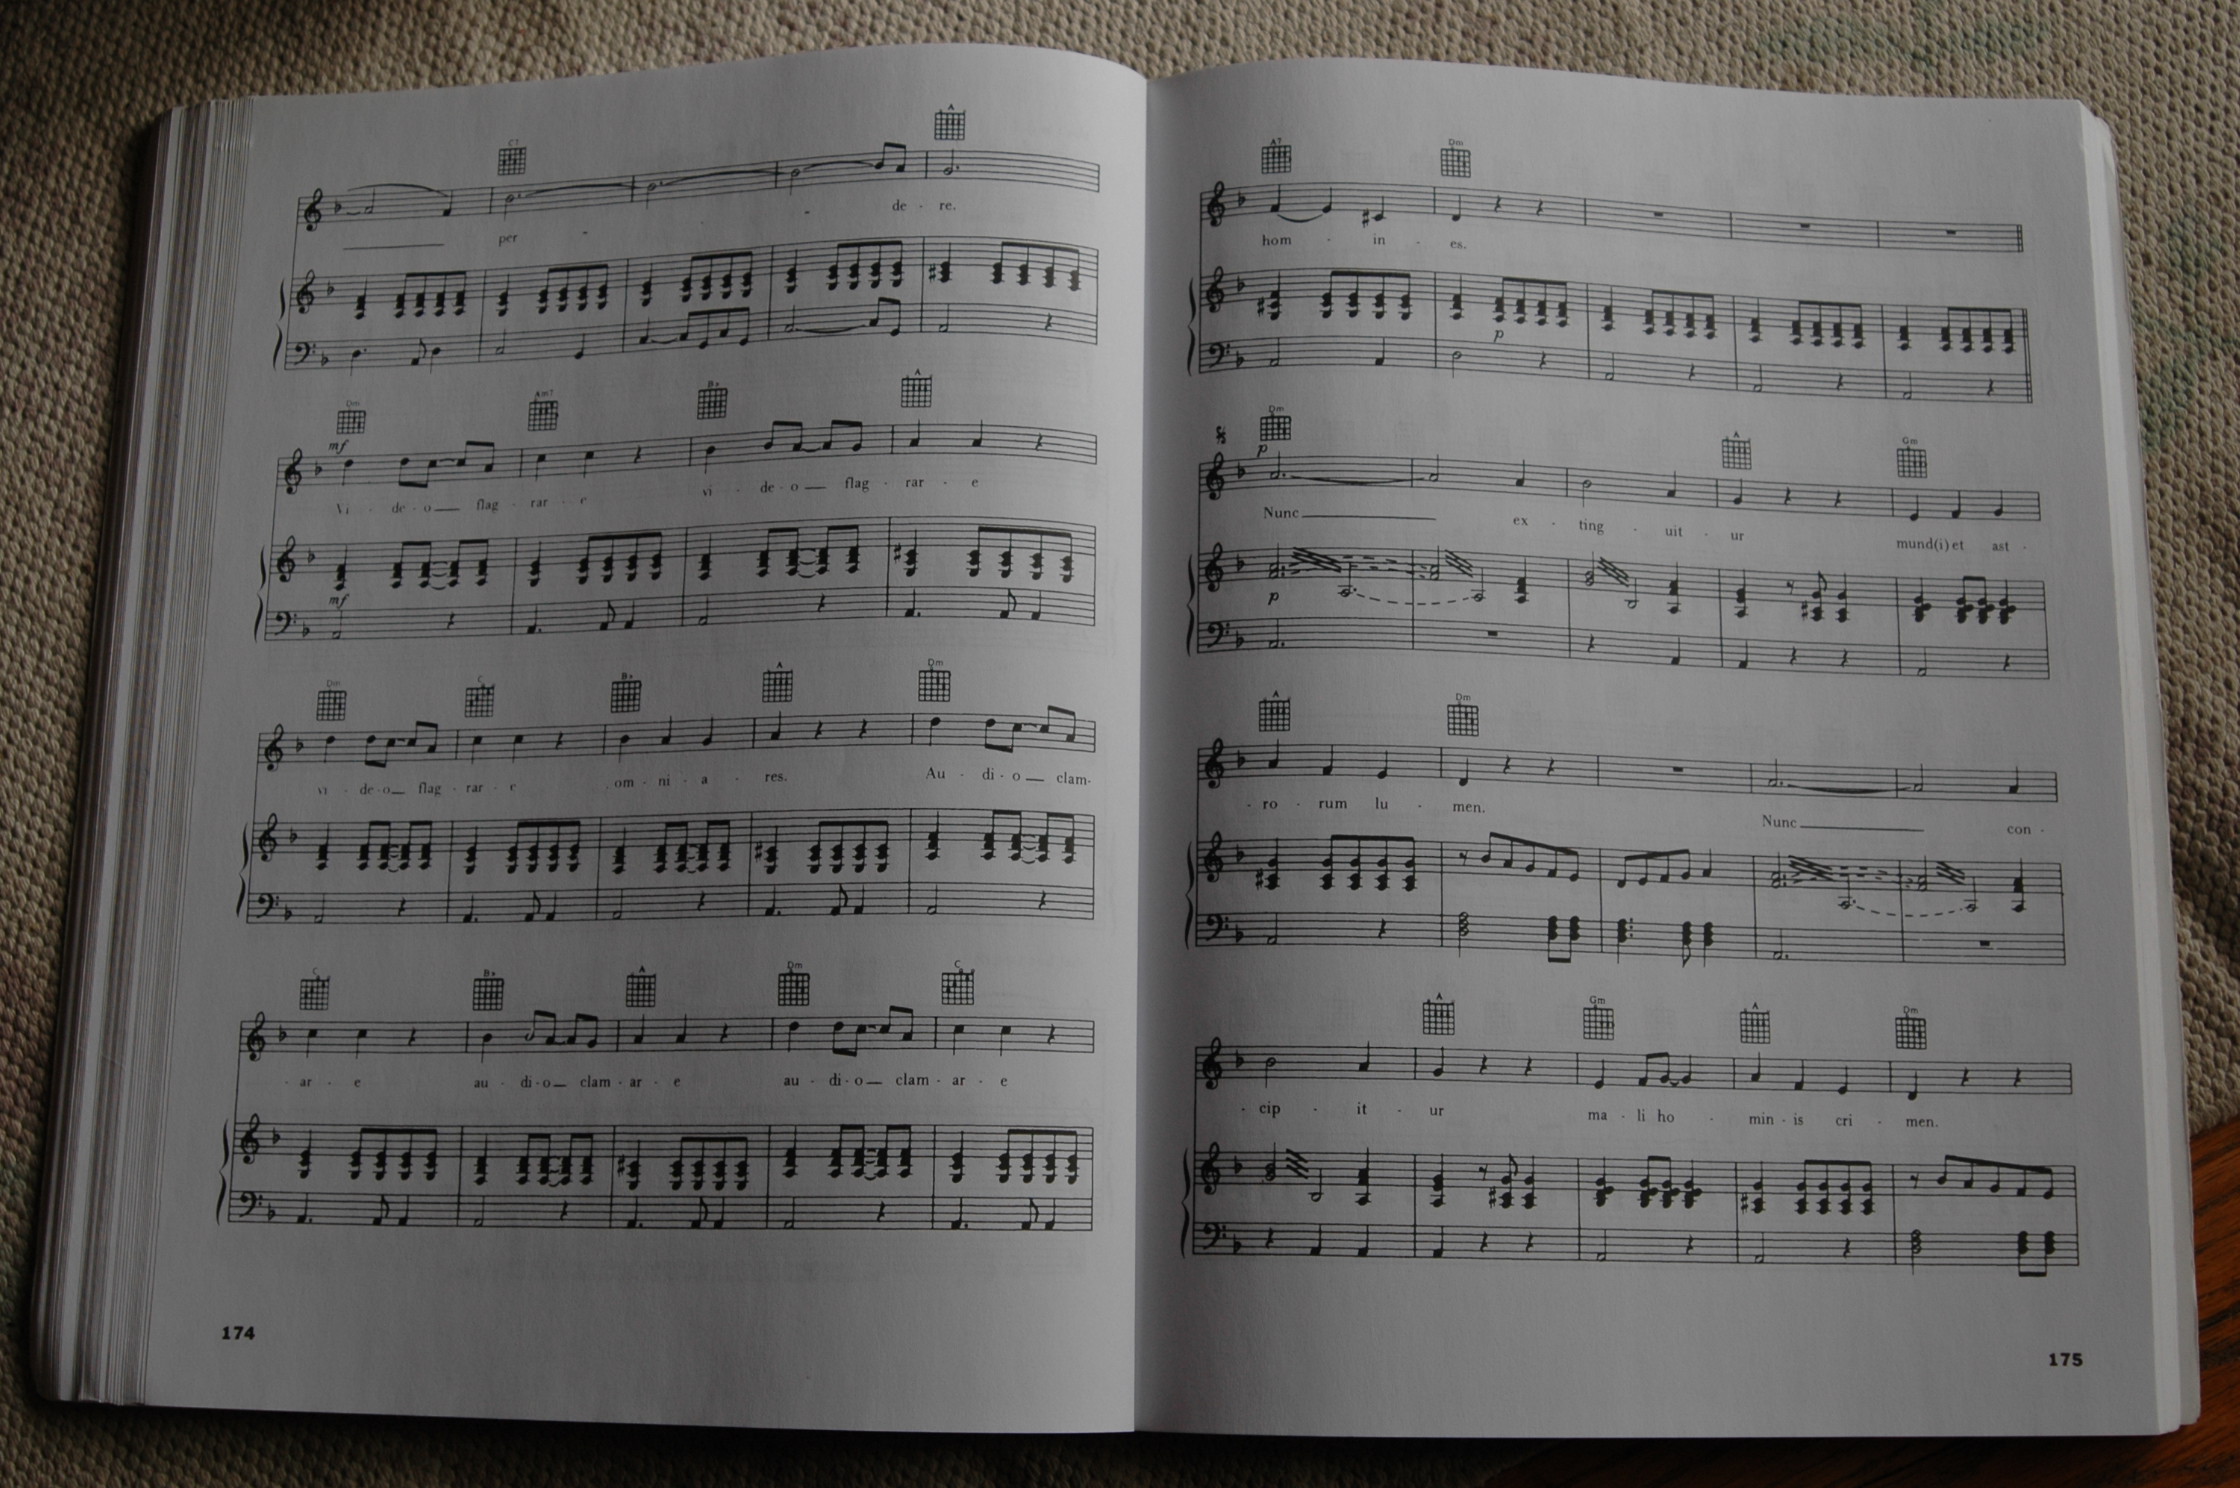 C7 A
per de · re.
Dm Am7 B♭ A
mf
Vi · de · o flag · rar · e vi · de · o flag · rar e
mf
Dm C B♭ A Dm
vi · de · o flag · rar · e om · ni · a res. Au · di · o clam-
C B♭ A Dm C
· ar · e au · di · o clam · ar · e au · di · o clam · ar · e
174
A7 Dm
hom · in · es.
p
Dm A Gm
p
Nunc ex · ting · uit · ur mund(i) et ast ·
p
A Dm
· ro · rum lu · men. Nunc con ·
A Gm A Dm
· cip · it · ur ma · li ho · min · is cri · men.
175